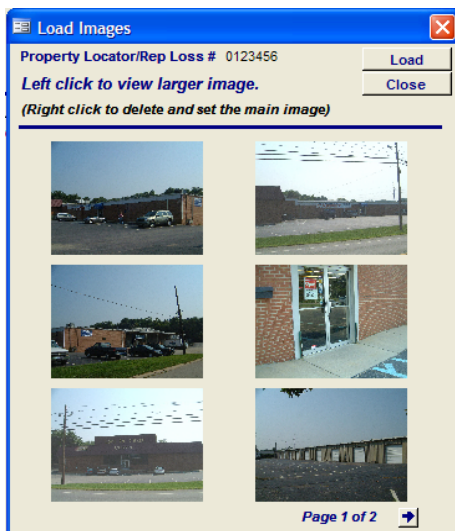 Load Images
Property Locator/Rep Loss # 0123456
Load
Left click to view larger image.
Close
(Right click to delete and set the main image)
Page 1 of 2